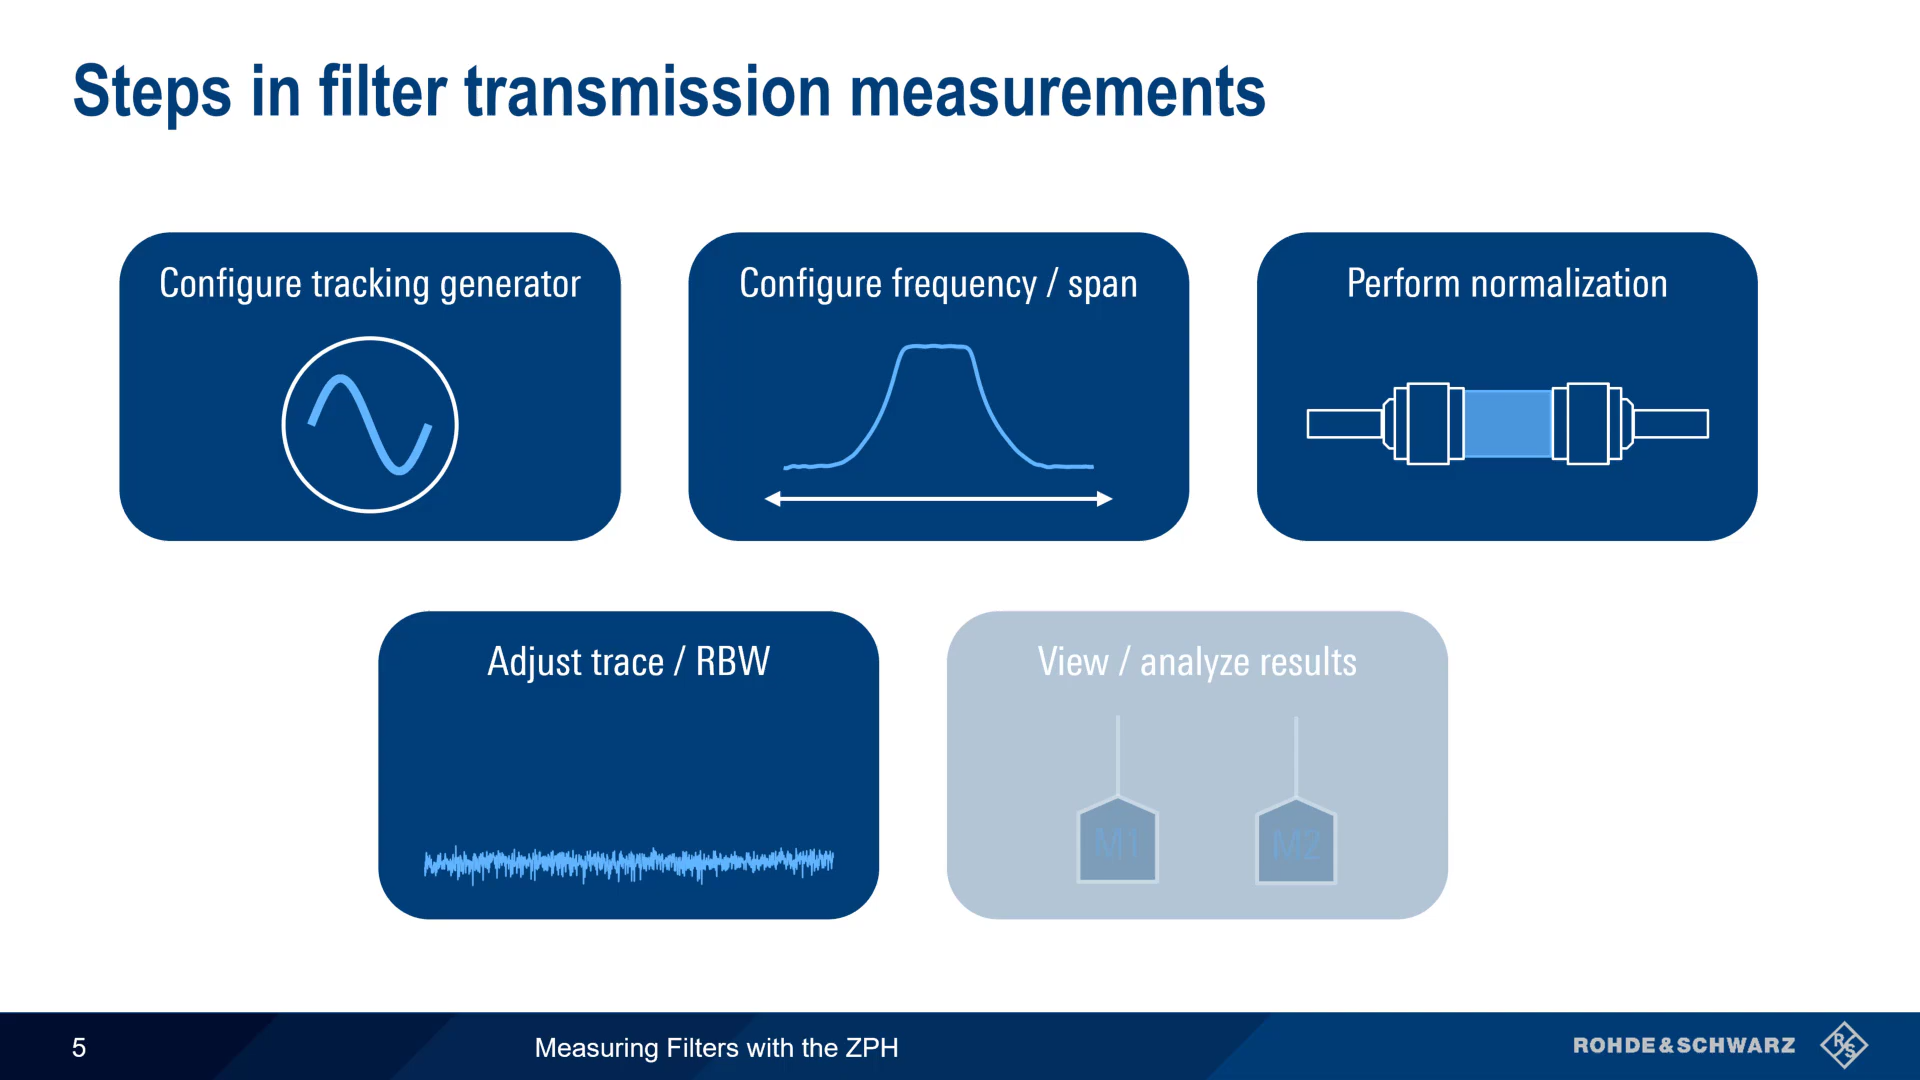 Steps in filter transmission measurements
Configure tracking generator
Configure frequency / span
Perform normalization
Adjust trace / RBW
View / analyze results
M1
M2
5
Measuring Filters with the ZPH
ROHDE&SCHWARZ
R&S